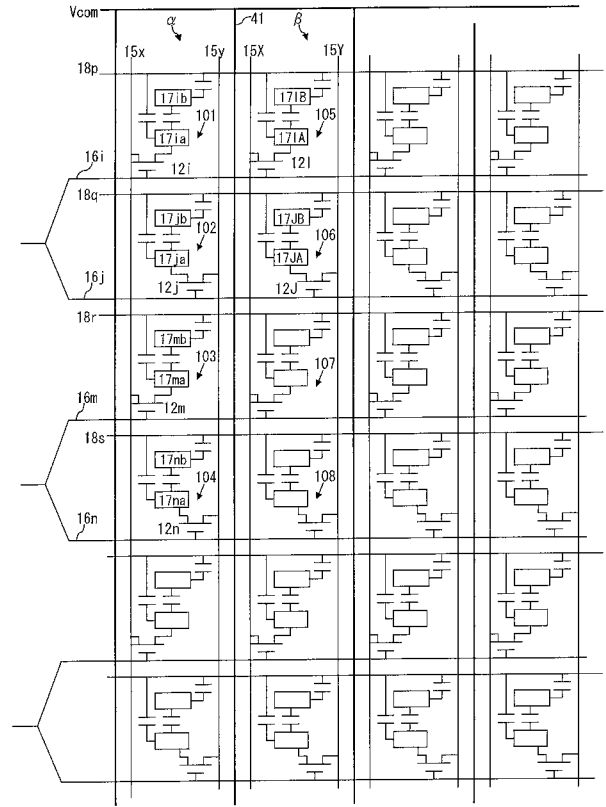 Vcom
α
41
β
15x
15y
15X
15Y
18p
17ib
17IB
101
105
17ia
17IA
12i
12I
16i
18q
17jb
17JB
102
106
17ja
17JA
16j
12j
12J
18r
17mb
103
107
17ma
16m
12m
18s
17nb
104
108
17na
16n
12n